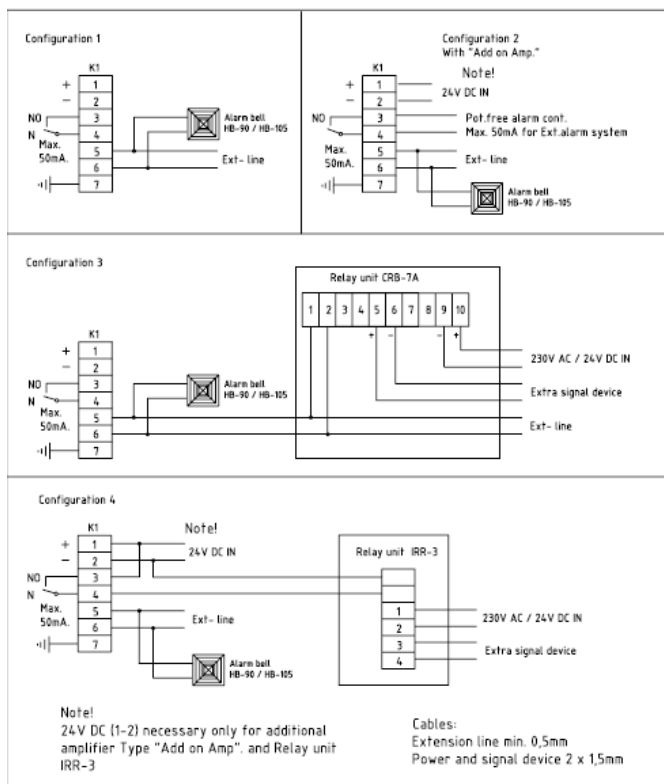 Configuration 1
K1
+ 1
- 2
NO 3
N 4
Max.
50mA.
5
6
7
Alarm bell
HB-90 / HB-105
Ext- line
Configuration 2
With "Add on Amp."
Note!
K1
+ 1
- 2
24V DC IN
NO 3
Pot.free alarm cont.
N 4
Max. 50mA for Ext.alarm system
Max.
50mA.
5
6
7
Ext- line
Alarm bell
HB-90 / HB-105
Configuration 3
Relay unit CRB-7A
1 2 3 4 5 6 7 8 9 10
+ - - +
K1
+ 1
- 2
NO 3
N 4
Max.
50mA.
5
6
7
Alarm bell
HB-90 / HB-105
230V AC / 24V DC IN
Extra signal device
Ext- line
Configuration 4
K1
Note!
+ 1
- 2
24V DC IN
NO 3
N 4
Max.
50mA.
5
6
7
Ext- line
Alarm bell
HB-90 / HB-105
Relay unit IRR-3
1
2
3
4
230V AC / 24V DC IN
Extra signal device
Note!
24V DC (1-2) necessary only for additional
amplifier Type "Add on Amp". and Relay unit
IRR-3
Cables:
Extension line min. 0,5mm
Power and signal device 2 x 1,5mm